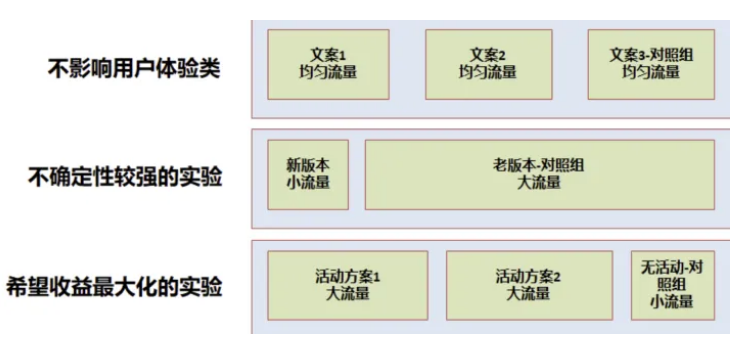 不影响用户体验类
文案1
均匀流量
文案2
均匀流量
文案3-对照组
均匀流量
不确定性较强的实验
新版本
小流量
老版本-对照组
大流量
希望收益最大化的实验
活动方案1
大流量
活动方案2
大流量
无活动-对
照组
小流量